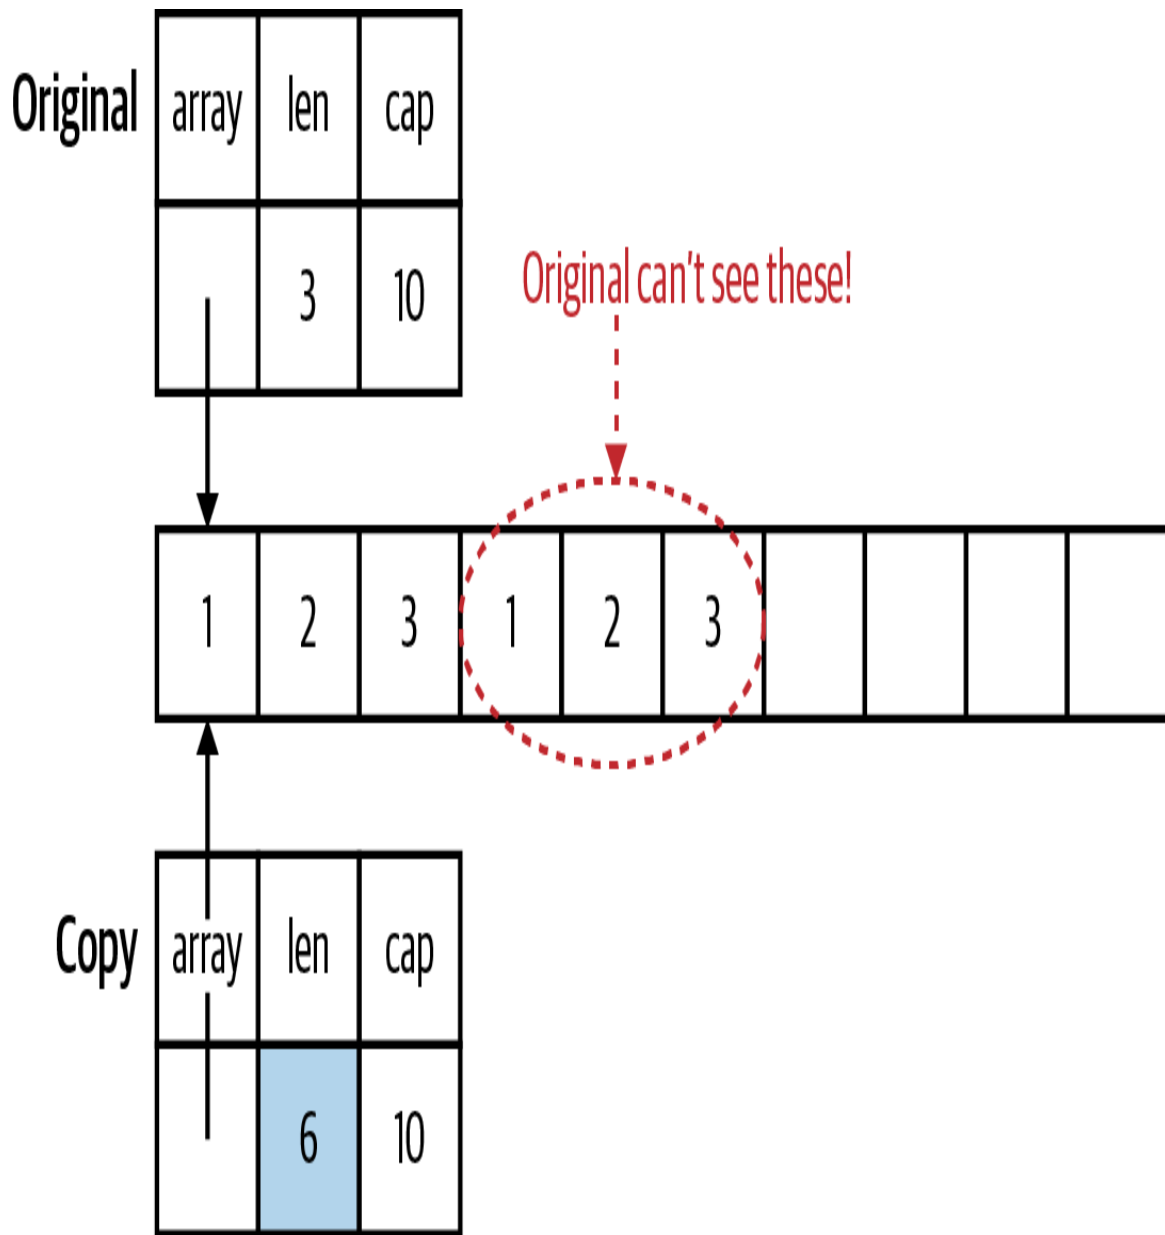 Original array len cap
3 10
Original can't see these!
1 2 3 1 2 3
Copy array len cap
6 10